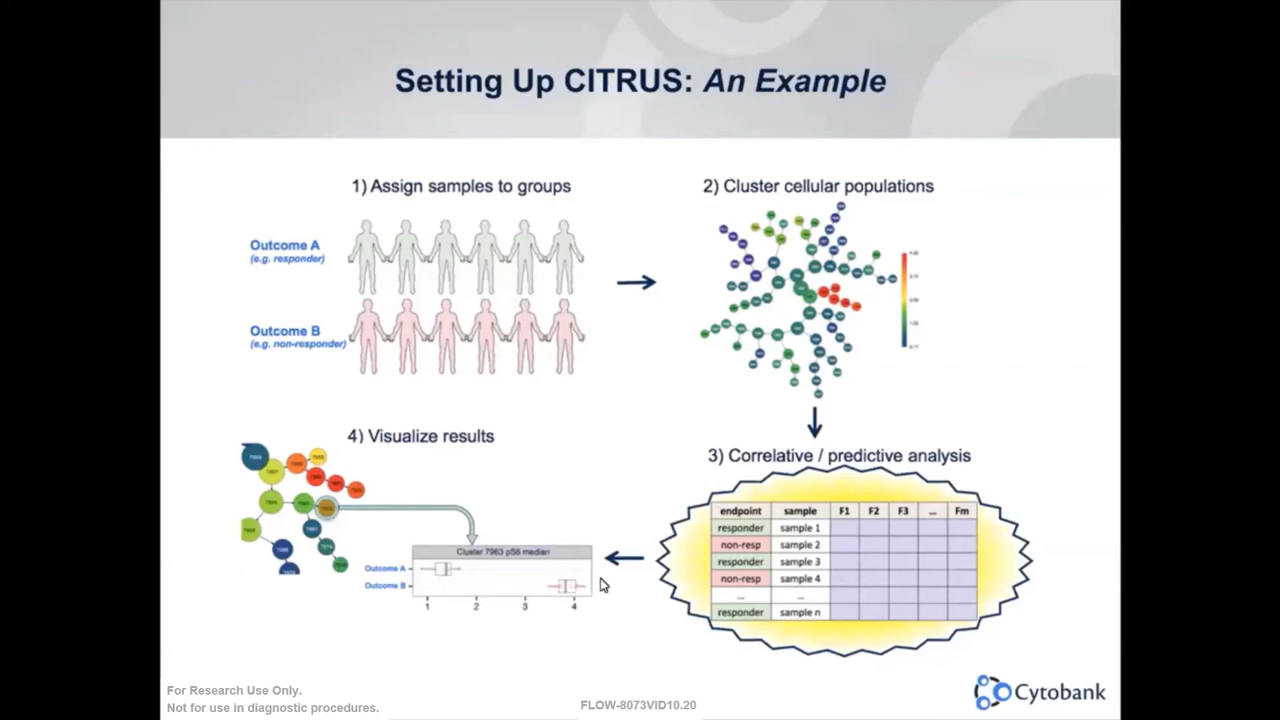 Setting Up CITRUS: An Example
1) Assign samples to groups
Outcome A
(e.g. responder)
Outcome B
(e.g. non-responder)
2) Cluster cellular populations
3) Correlative / predictive analysis
endpoint sample F1 F2 F3 ... Fm
responder sample 1
non-resp sample 2
responder sample 3
non-resp sample 4
... ...
responder sample n
4) Visualize results
Cluster 7963 pS6 median
Outcome A
Outcome B
1 2 3 4
For Research Use Only.
Not for use in diagnostic procedures.
FLOW-8073VID10.20
Cytobank